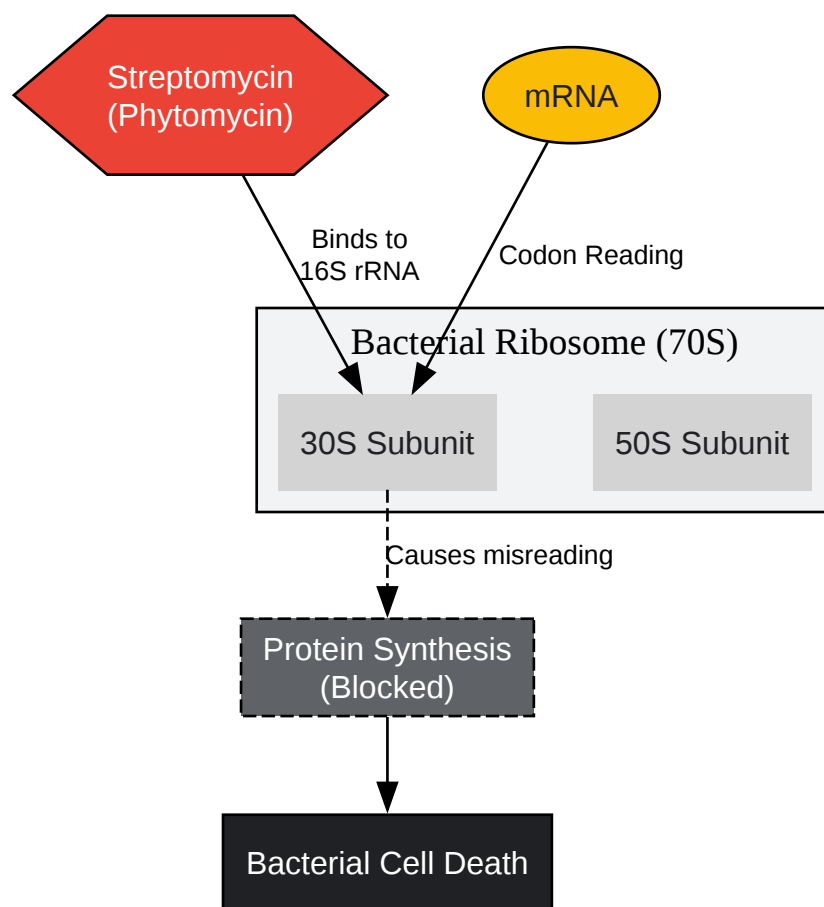 Streptomycin
(Phytomycin)
mRNA
Binds to
16S rRNA
Codon Reading
Bacterial Ribosome (70S)
30S Subunit
50S Subunit
Causes misreading
Protein Synthesis
(Blocked)
Bacterial Cell Death